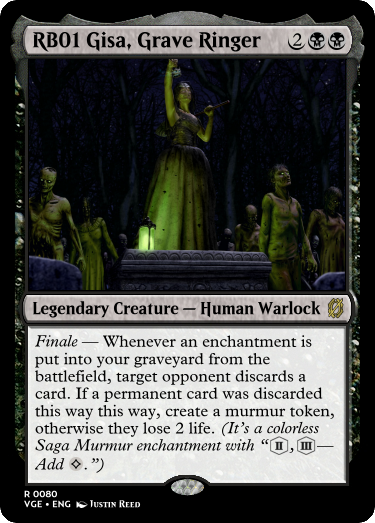 RB01 Gisa, Grave Ringer 2
Legendary Creature — Human Warlock
Finale — Whenever an enchantment is
put into your graveyard from the
battlefield, target opponent discards a
card. If a permanent card was discarded
this way this way, create a murmur token,
otherwise they lose 2 life. (It's a colorless
Saga Murmur enchantment with “II, III—
Add C.”)
R 0080
VGE • ENG Justin Reed